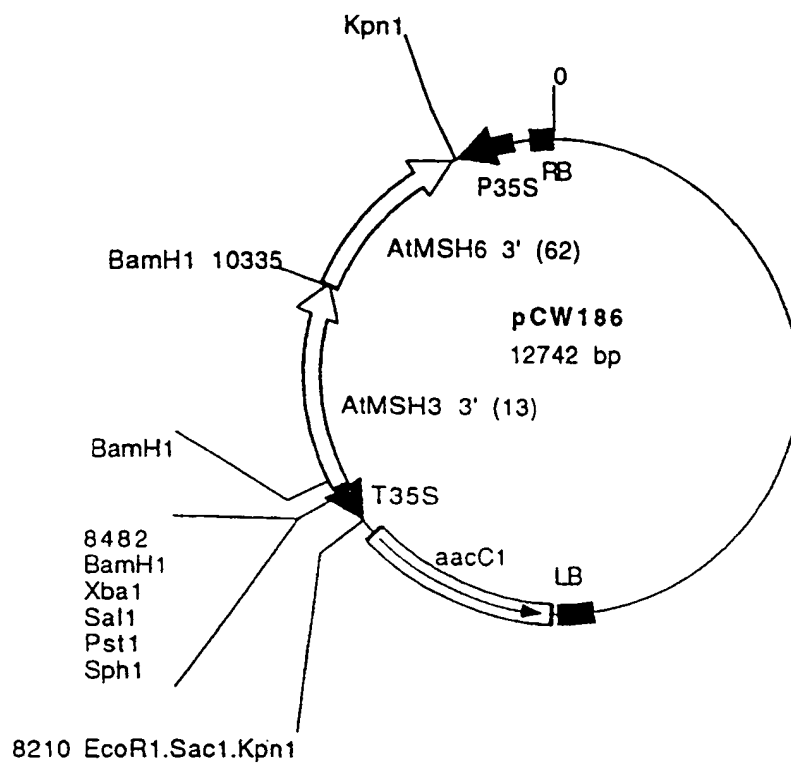 Kpn1
0
P35S
RB
AtMSH6 3' (62)
BamH1 10335
pCW186
12742 bp
AtMSH3 3' (13)
BamH1
T35S
8482
BamH1
Xba1
Sal1
Pst1
Sph1
aacC1
LB
8210 EcoR1.Sac1.Kpn1